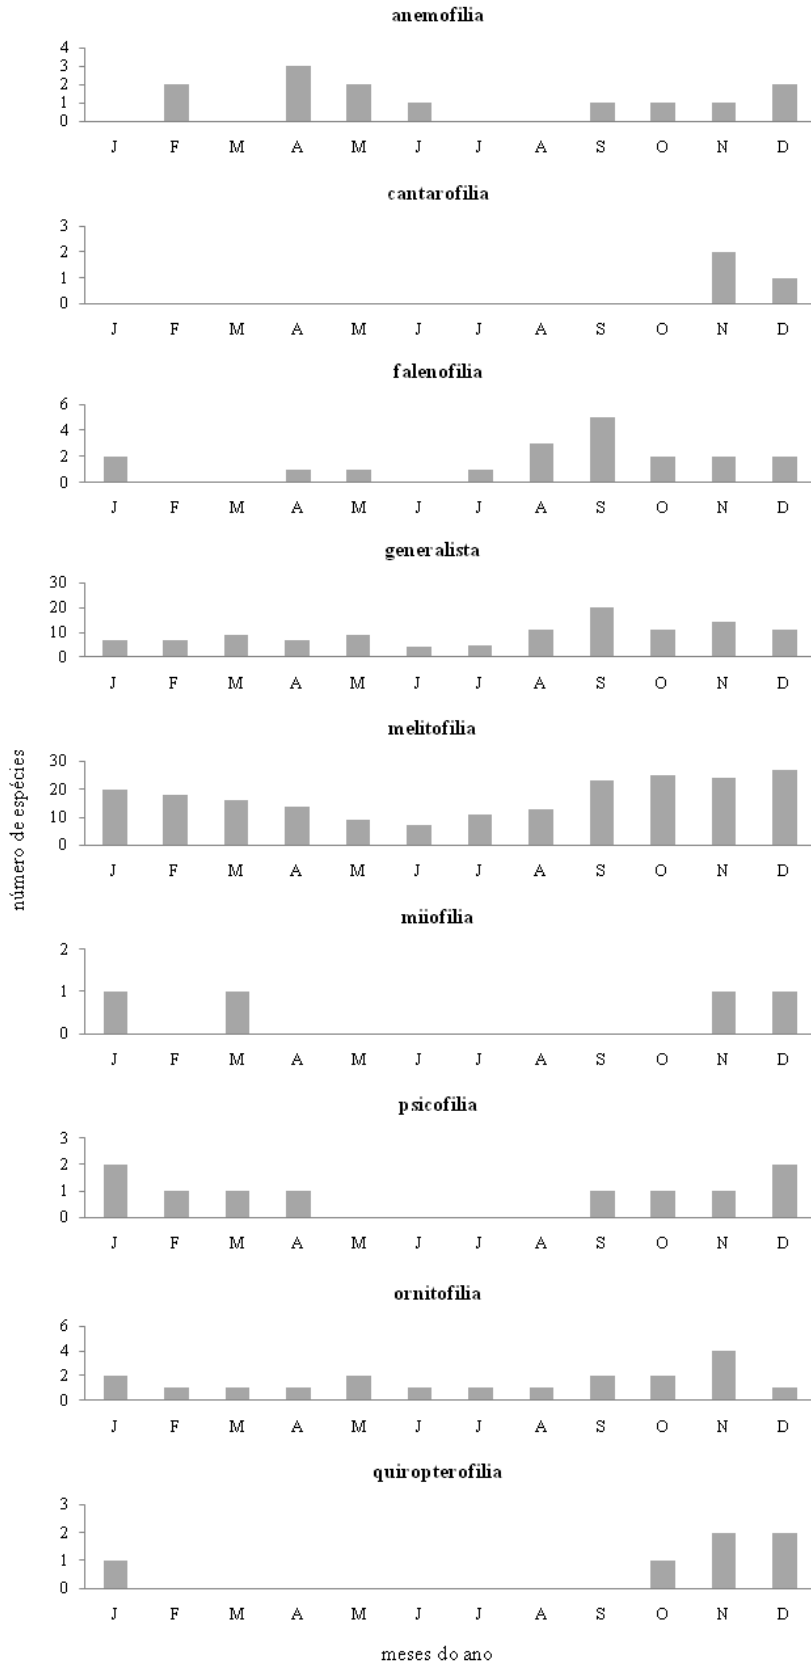 anemofilia
4
3
2
1
0
J F M A M J J A S O N D
cantarofilia
3
2
1
0
J F M A M J J A S O N D
falenofilia
6
4
2
0
J F M A M J J A S O N D
generalista
30
20
10
0
J F M A M J J A S O N D
melitofilia
número de espécies
30
20
10
0
J F M A M J J A S O N D
miiofilia
2
1
0
J F M A M J J A S O N D
psicofilia
3
2
1
0
J F M A M J J A S O N D
ornitofilia
6
4
2
0
J F M A M J J A S O N D
quiropterofilia
3
2
1
0
J F M A M J J A S O N D
meses do ano